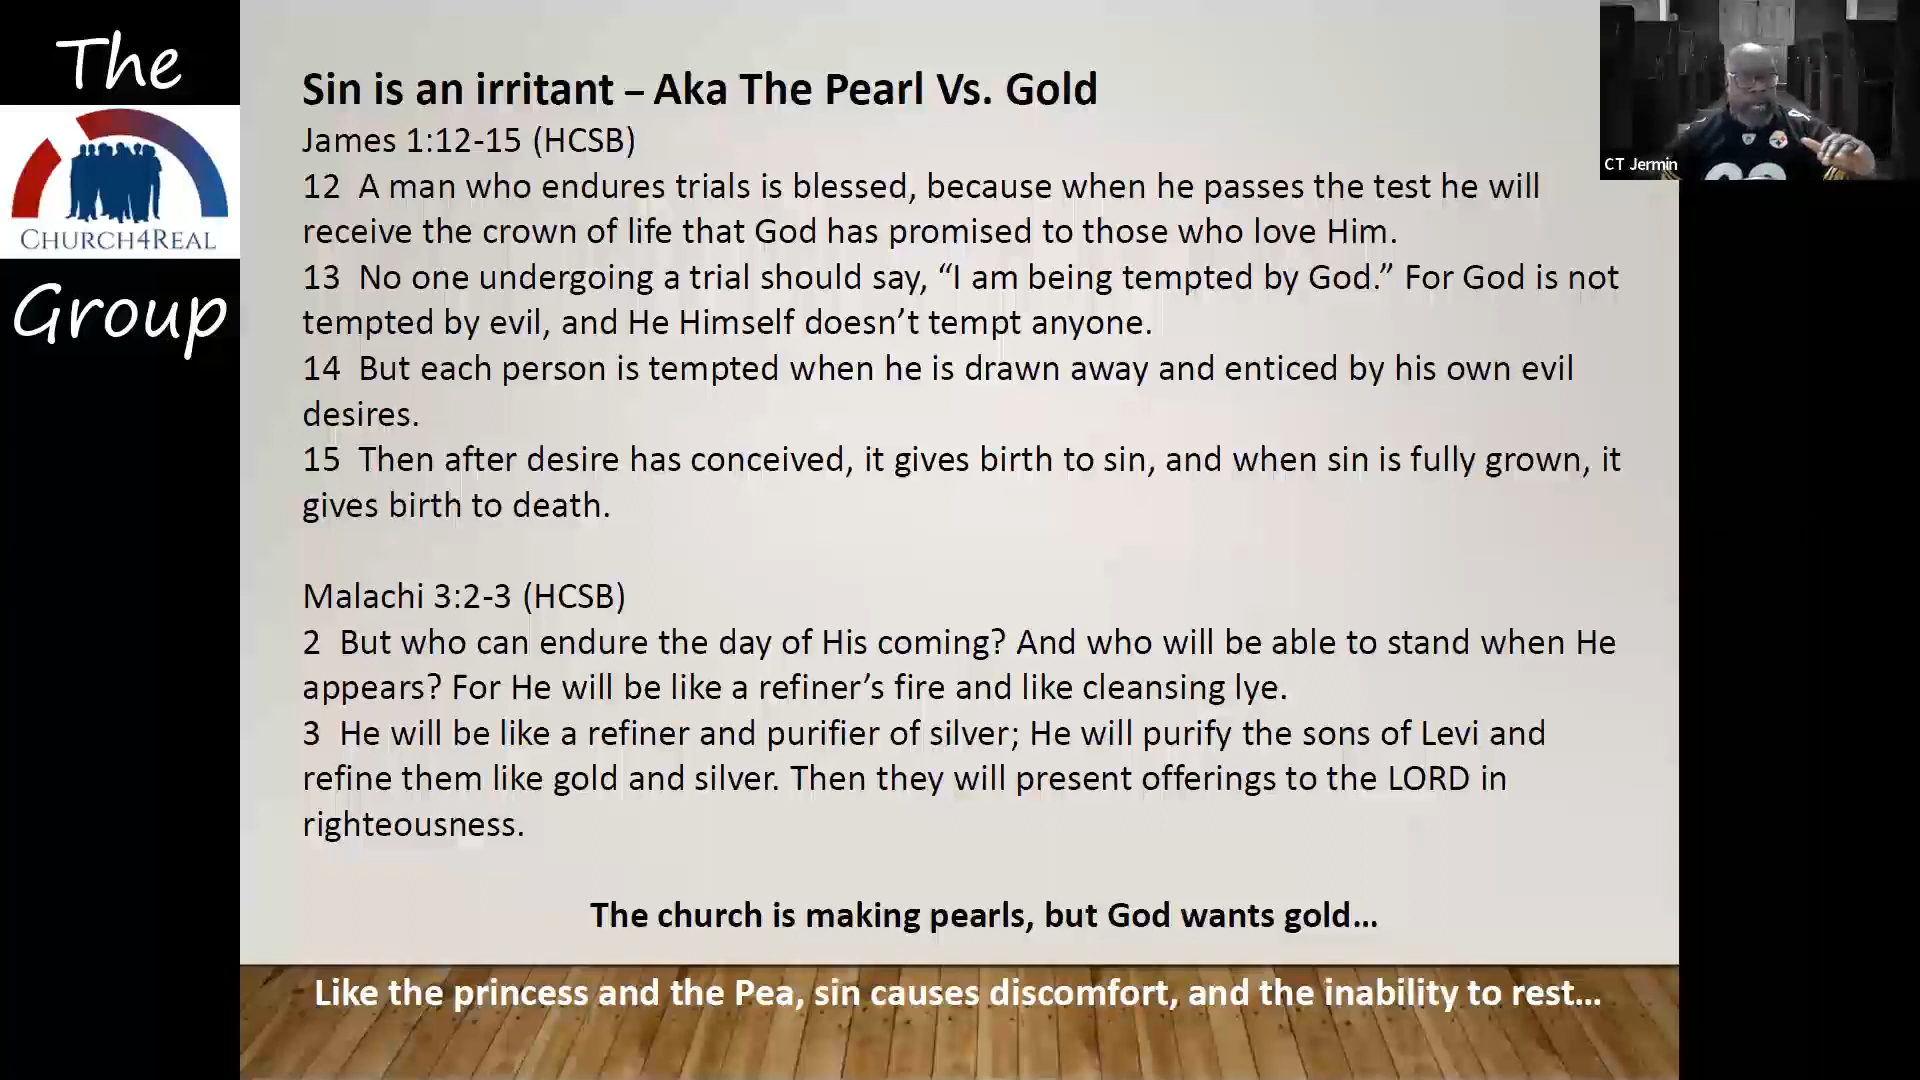 The
CHURCH4REAL
Group
Sin is an irritant – Aka The Pearl Vs. Gold
James 1:12-15 (HCSB)
12 A man who endures trials is blessed, because when he passes the test he will
receive the crown of life that God has promised to those who love Him.
13 No one undergoing a trial should say, “I am being tempted by God.” For God is not
tempted by evil, and He Himself doesn’t tempt anyone.
14 But each person is tempted when he is drawn away and enticed by his own evil
desires.
15 Then after desire has conceived, it gives birth to sin, and when sin is fully grown, it
gives birth to death.
Malachi 3:2-3 (HCSB)
2 But who can endure the day of His coming? And who will be able to stand when He
appears? For He will be like a refiner’s fire and like cleansing lye.
3 He will be like a refiner and purifier of silver; He will purify the sons of Levi and
refine them like gold and silver. Then they will present offerings to the LORD in
righteousness.
The church is making pearls, but God wants gold…
Like the princess and the Pea, sin causes discomfort, and the inability to rest…
CT Jermin